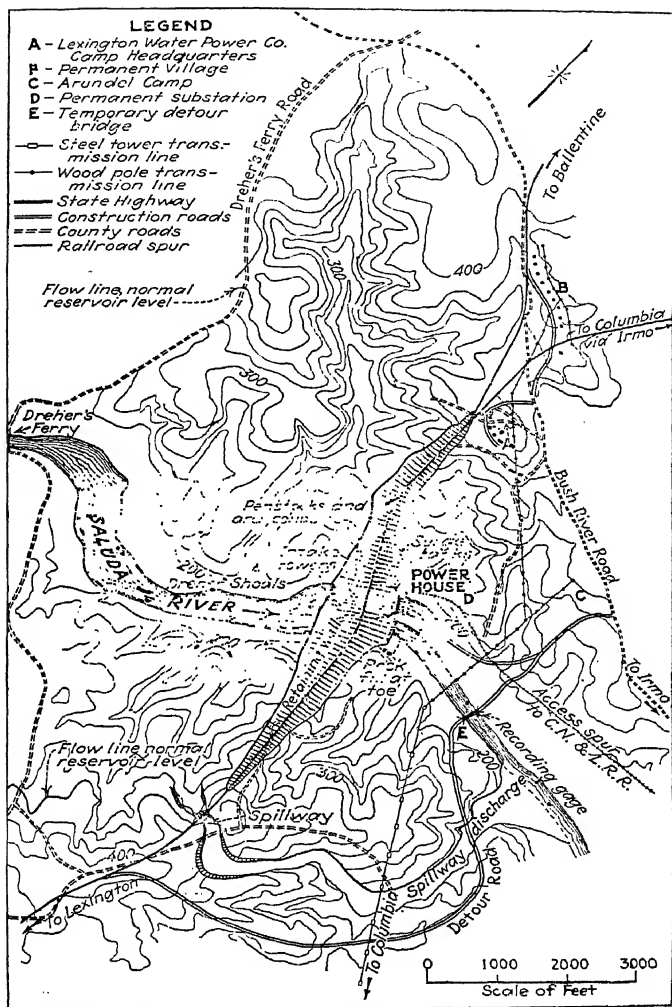 LEGEND
A - Lexington Water Power Co.
Camp Headquarters
B - Permanent Village
C - Arundel Camp
D - Permanent substation
E - Temporary detour
bridge
Steel tower trans-
mission line
Wood pole trans-
mission line
State Highway
Construction roads
County roads
Railroad spur
Dreher's Ferry Road
To Ballentine
300
400
Flow line, normal
reservoir level
B
To Columbia
via Irmo
300
Dreher's
Ferry
Bush River Road
Penstocks and
SALUDA
RIVER
200
Shoals
POWER
HOUSE
D
C
To Irmo
toe
Access spur
to C.N. & L.R.R.
E
Recording gage
200
Flow line, normal
reservoir level
300
Spillway
400
Spillway discharge
Detour Road
To Lexington
To Columbia
0 1000 2000 3000
Scale of Feet